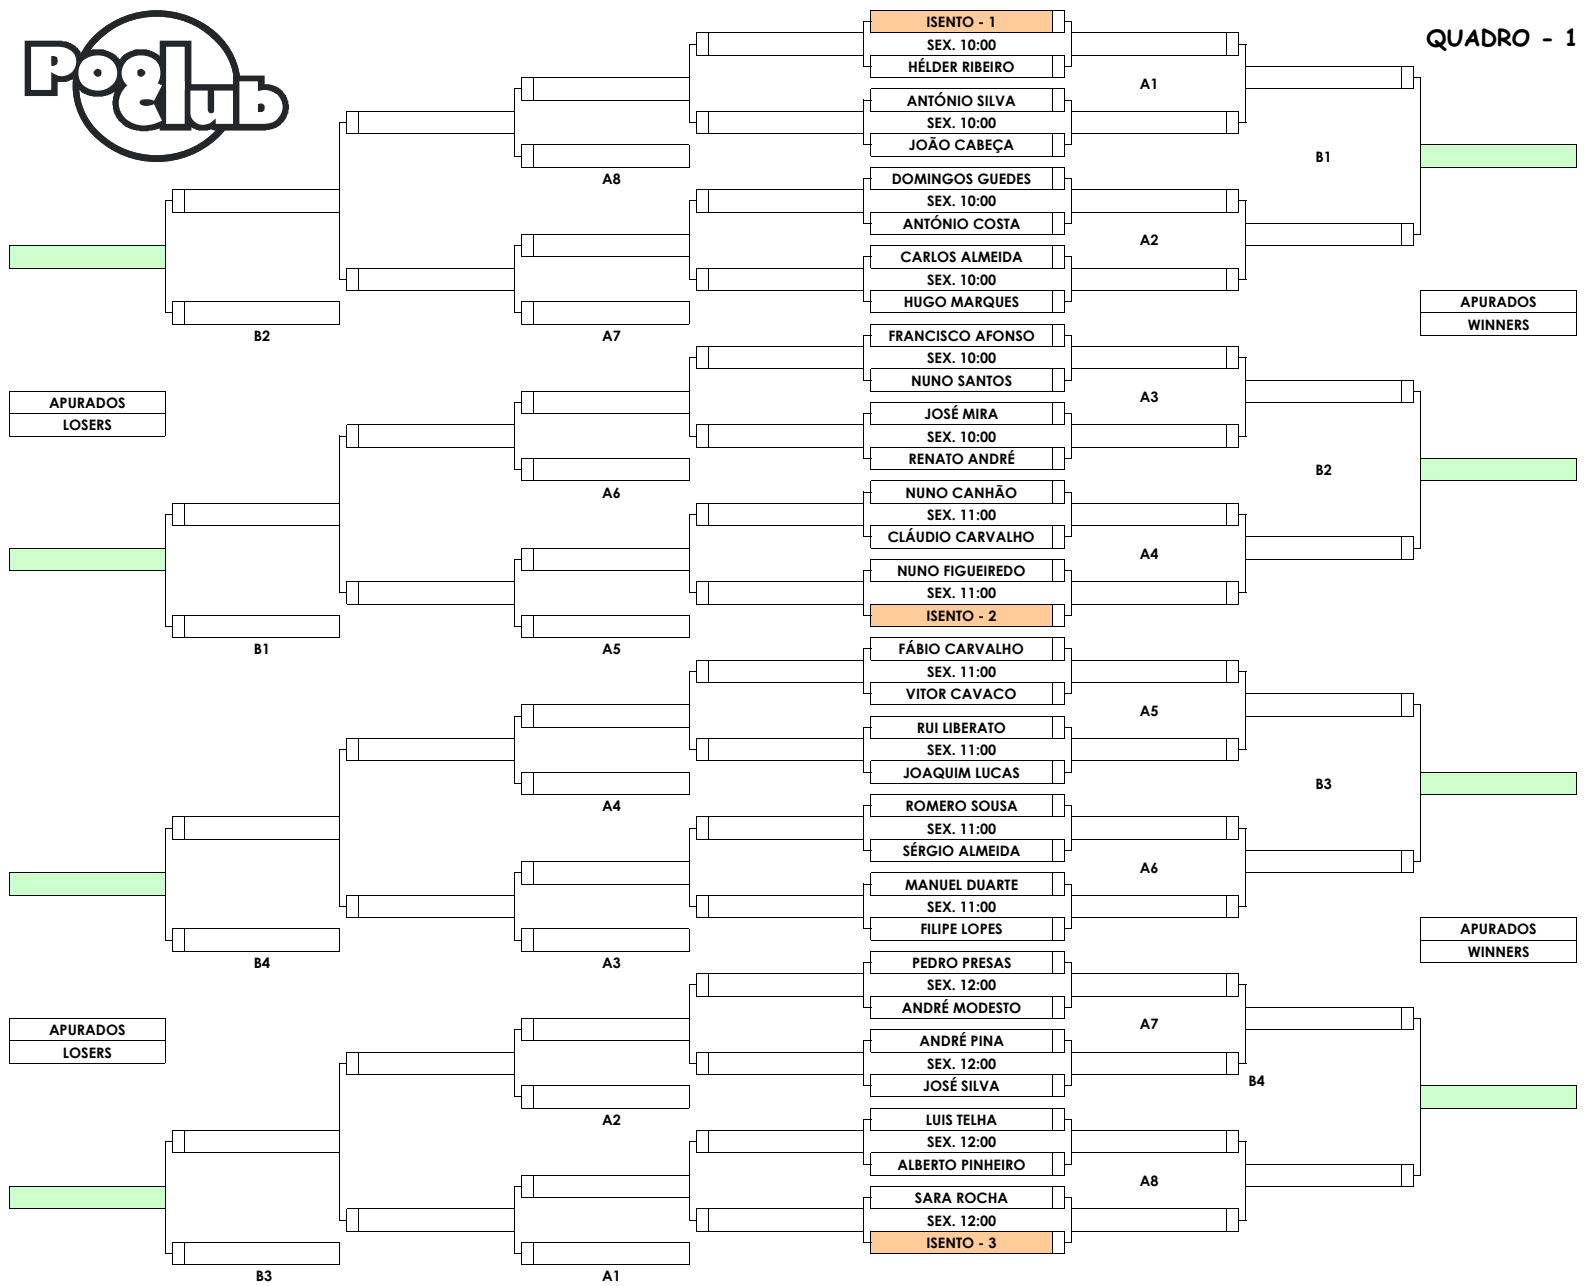 Pool Club
QUADRO - 1
ISENTO - 1
SEX. 10:00
HÉLDER RIBEIRO
A1
ANTÓNIO SILVA
SEX. 10:00
JOÃO CABEÇA
B1
A8
DOMINGOS GUEDES
SEX. 10:00
ANTÓNIO COSTA
A2
CARLOS ALMEIDA
SEX. 10:00
HUGO MARQUES
APURADOS
WINNERS
B2
A7
FRANCISCO AFONSO
SEX. 10:00
NUNO SANTOS
A3
APURADOS
LOSERS
JOSÉ MIRA
SEX. 10:00
RENATO ANDRÉ
B2
A6
NUNO CANHÃO
SEX. 11:00
CLÁUDIO CARVALHO
A4
NUNO FIGUEIREDO
SEX. 11:00
ISENTO - 2
B1
A5
FÁBIO CARVALHO
SEX. 11:00
VITOR CAVACO
A5
RUI LIBERATO
SEX. 11:00
JOAQUIM LUCAS
B3
A4
ROMERO SOUSA
SEX. 11:00
SÉRGIO ALMEIDA
A6
MANUEL DUARTE
SEX. 11:00
FILIPE LOPES
APURADOS
WINNERS
B4
A3
PEDRO PRESAS
SEX. 12:00
ANDRÉ MODESTO
A7
APURADOS
LOSERS
ANDRÉ PINA
SEX. 12:00
JOSÉ SILVA
B4
A2
LUIS TELHA
SEX. 12:00
ALBERTO PINHEIRO
A8
SARA ROCHA
SEX. 12:00
ISENTO - 3
B3
A1